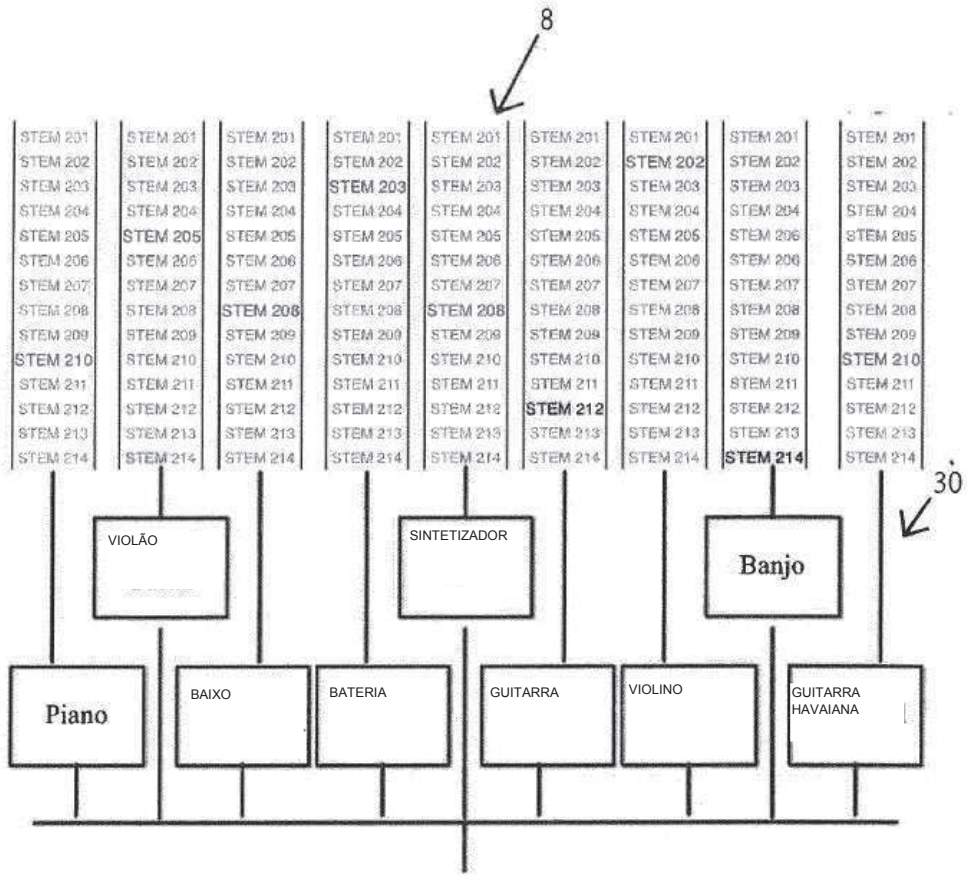 8
STEM 201 STEM 201 STEM 201 STEM 201 STEM 201 STEM 201 STEM 201 STEM 201 STEM 201
STEM 202 STEM 202 STEM 202 STEM 202 STEM 202 STEM 202 STEM 202 STEM 202 STEM 202
STEM 203 STEM 203 STEM 203 STEM 203 STEM 203 STEM 203 STEM 203 STEM 203 STEM 203
STEM 204 STEM 204 STEM 204 STEM 204 STEM 204 STEM 204 STEM 204 STEM 204 STEM 204
STEM 205 STEM 205 STEM 205 STEM 205 STEM 205 STEM 205 STEM 205 STEM 206 STEM 205
STEM 206 STEM 206 STEM 206 STEM 206 STEM 206 STEM 206 STEM 206 STEM 206 STEM 206
STEM 207 STEM 207 STEM 207 STEM 207 STEM 207 STEM 207 STEM 207 STEM 207 STEM 207
STEM 208 STEM 208 STEM 208 STEM 208 STEM 208 STEM 208 STEM 208 STEM 208 STEM 208
STEM 209 STEM 209 STEM 209 STEM 209 STEM 209 STEM 209 STEM 209 STEM 209 STEM 209
STEM 210 STEM 210 STEM 210 STEM 210 STEM 210 STEM 210 STEM 210 STEM 210 STEM 210
STEM 211 STEM 211 STEM 211 STEM 211 STEM 211 STEM 211 STEM 211 STEM 211 STEM 211
STEM 212 STEM 212 STEM 212 STEM 212 STEM 212 STEM 212 STEM 212 STEM 212 STEM 212
STEM 213 STEM 213 STEM 213 STEM 213 STEM 213 STEM 213 STEM 213 STEM 213 STEM 213
STEM 214 STEM 214 STEM 214 STEM 214 STEM 214 STEM 214 STEM 214 STEM 214 STEM 214
30
VIOLÃO SINTETIZADOR Banjo
Piano BAIXO BATERIA GUITARRA VIOLINO GUITARRA
HAVAIANA